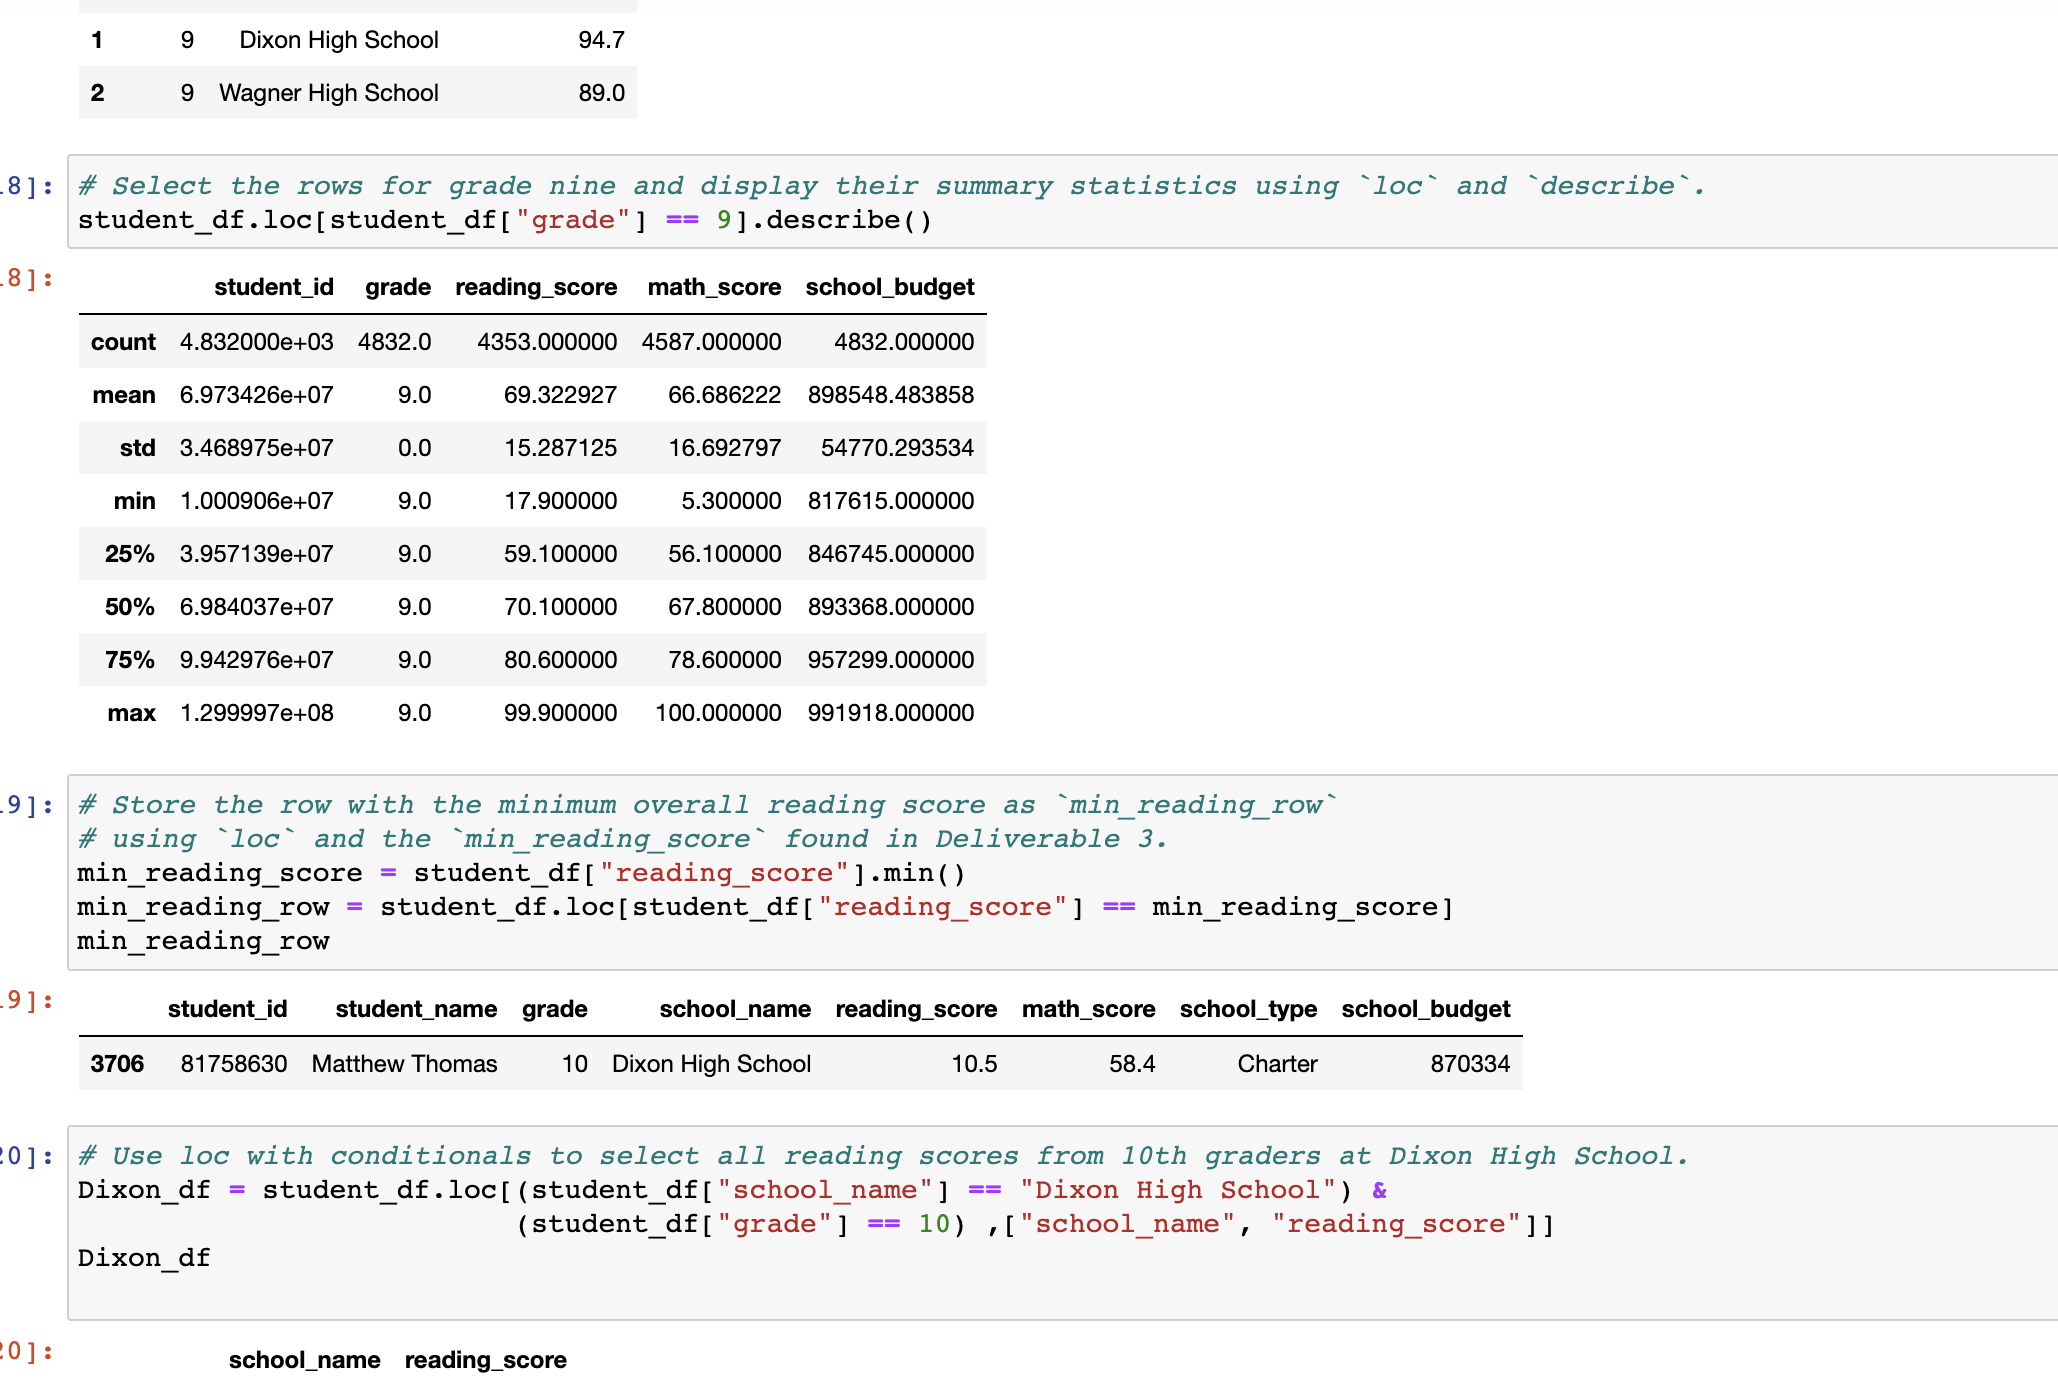 1 9 Dixon High School 94.7
2 9 Wagner High School 89.0
8]: # Select the rows for grade nine and display their summary statistics using `loc` and `describe`.
student_df.loc[student_df["grade"] == 9].describe()
8]:
student_id grade reading_score math_score school_budget
count 4.832000e+03 4832.0 4353.000000 4587.000000 4832.000000
mean 6.973426e+07 9.0 69.322927 66.686222 898548.483858
std 3.468975e+07 0.0 15.287125 16.692797 54770.293534
min 1.000906e+07 9.0 17.900000 5.300000 817615.000000
25% 3.957139e+07 9.0 59.100000 56.100000 846745.000000
50% 6.984037e+07 9.0 70.100000 67.800000 893368.000000
75% 9.942976e+07 9.0 80.600000 78.600000 957299.000000
max 1.299997e+08 9.0 99.900000 100.000000 991918.000000
9]: # Store the row with the minimum overall reading score as `min_reading_row`
# using `loc` and the `min_reading_score` found in Deliverable 3.
min_reading_score = student_df["reading_score"].min()
min_reading_row = student_df.loc[student_df["reading_score"] == min_reading_score]
min_reading_row
9]:
student_id student_name grade school_name reading_score math_score school_type school_budget
3706 81758630 Matthew Thomas 10 Dixon High School 10.5 58.4 Charter 870334
20]: # Use loc with conditionals to select all reading scores from 10th graders at Dixon High School.
Dixon_df = student_df.loc[(student_df["school_name"] == "Dixon High School") &
(student_df["grade"] == 10) ,["school_name", "reading_score"]]
Dixon_df
20]:
school_name reading_score